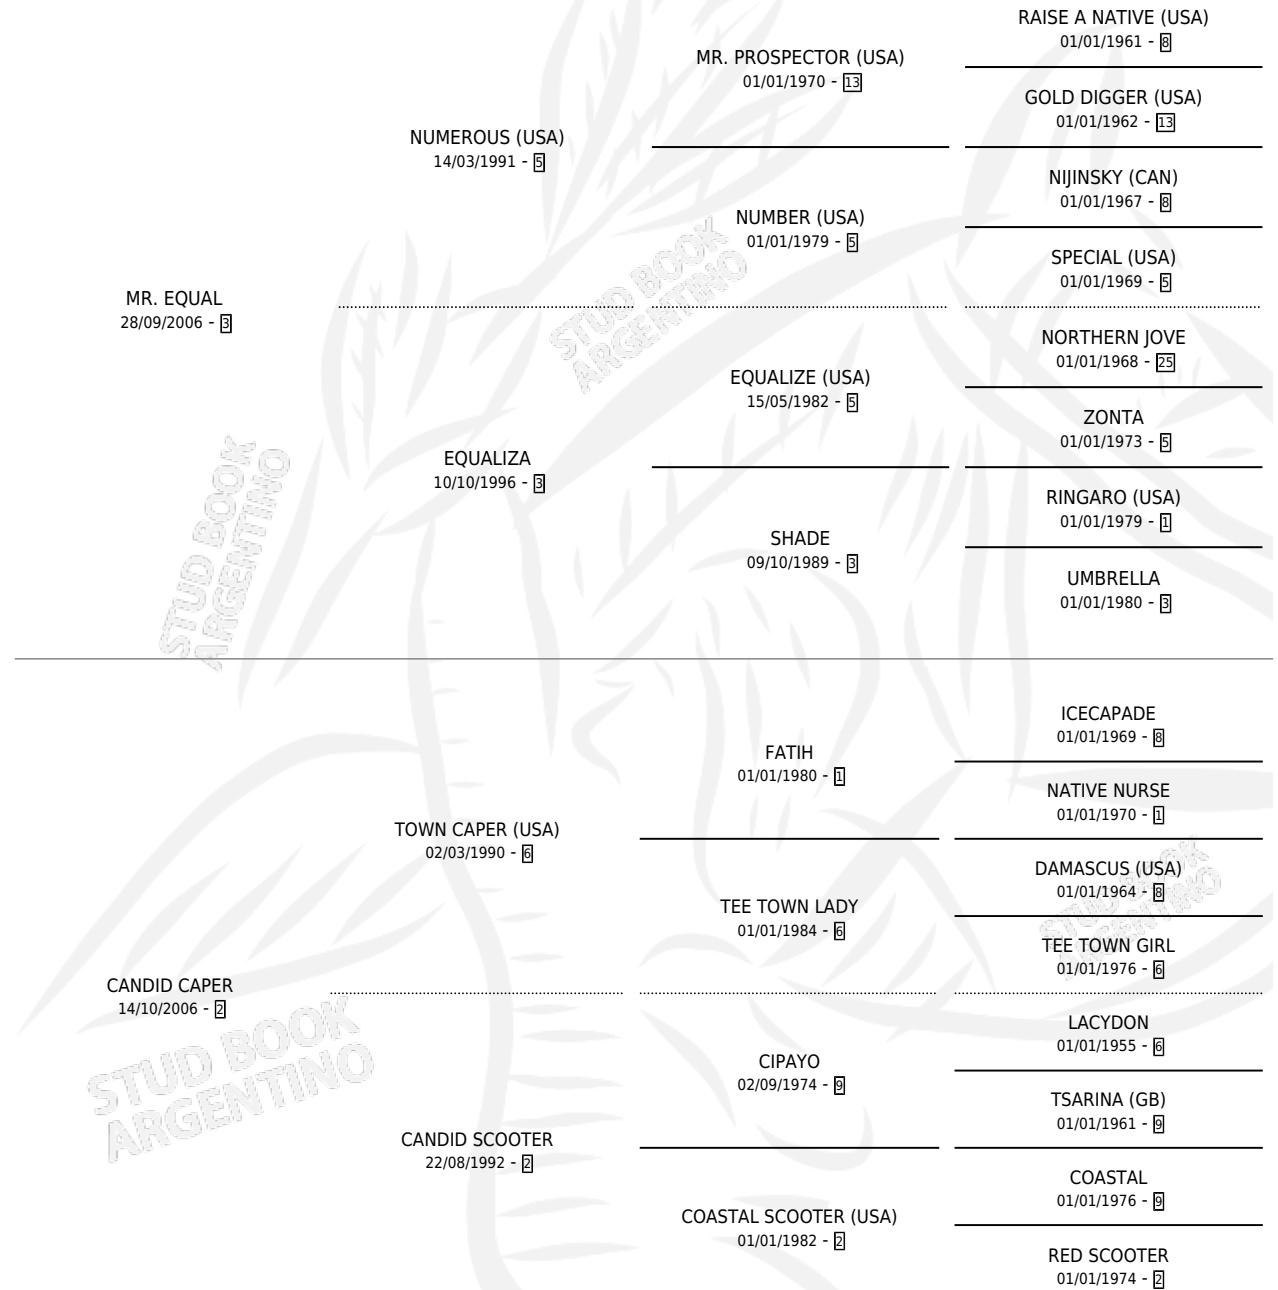 RAISE A NATIVE (USA)
01/01/1961 - 8
MR. PROSPECTOR (USA)
01/01/1970 - 13
GOLD DIGGER (USA)
01/01/1962 - 13
NUMEROUS (USA)
14/03/1991 - 5
NIJINSKY (CAN)
01/01/1967 - 8
NUMBER (USA)
01/01/1979 - 5
SPECIAL (USA)
01/01/1969 - 5
MR. EQUAL
28/09/2006 - 3
NORTHERN JOVE
01/01/1968 - 25
EQUALIZE (USA)
15/05/1982 - 5
ZONTA
01/01/1973 - 5
EQUALIZA
10/10/1996 - 3
RINGARO (USA)
01/01/1979 - 1
SHADE
09/10/1989 - 3
UMBRELLA
01/01/1980 - 3
STUD BOOK
ARGENTINO
STUD BOOK
ARGENTINO
ICECAPADE
01/01/1969 - 8
FATIH
01/01/1980 - 1
NATIVE NURSE
01/01/1970 - 1
TOWN CAPER (USA)
02/03/1990 - 6
DAMASCUS (USA)
01/01/1964 - 8
TEE TOWN LADY
01/01/1984 - 6
TEE TOWN GIRL
01/01/1976 - 6
CANDID CAPER
14/10/2006 - 2
LACYDON
01/01/1955 - 6
CIPAYO
02/09/1974 - 9
TSARINA (GB)
01/01/1961 - 9
CANDID SCOOTER
22/08/1992 - 2
COASTAL
01/01/1976 - 9
COASTAL SCOOTER (USA)
01/01/1982 - 2
RED SCOOTER
01/01/1974 - 2
STUD BOOK
ARGENTINO
STUD BOOK
ARGENTINO